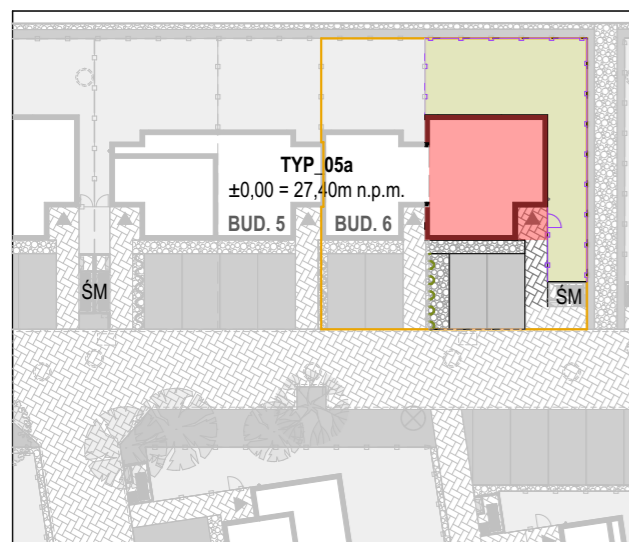 TYP_05a
±0,00 = 27,40m n.p.m.
BUD. 5
BUD. 6
ŚM
ŚM